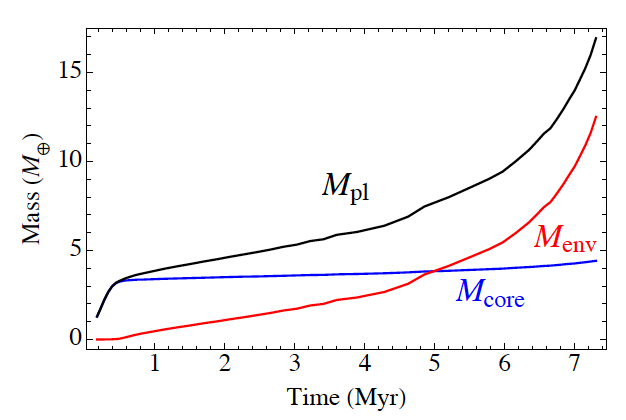 15
10
5
0
Mass (M⊕)
M_pl
M_env
M_core
1 2 3 4 5 6 7
Time (Myr)